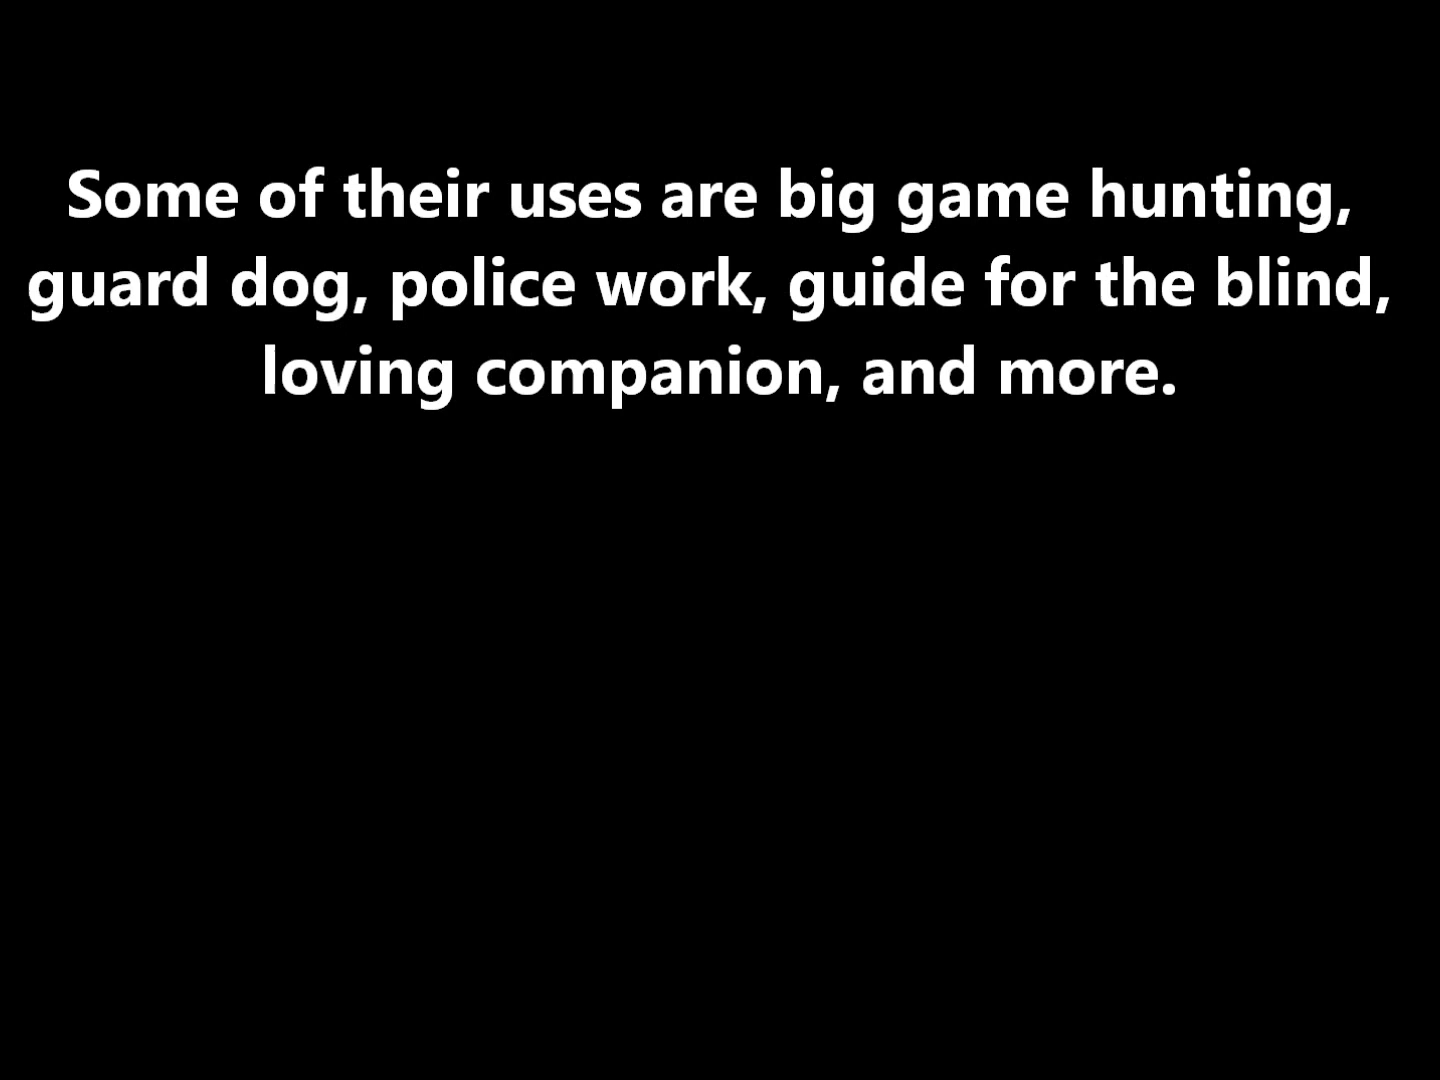 Some of their uses are big game hunting,
guard dog, police work, guide for the blind,
loving companion, and more.